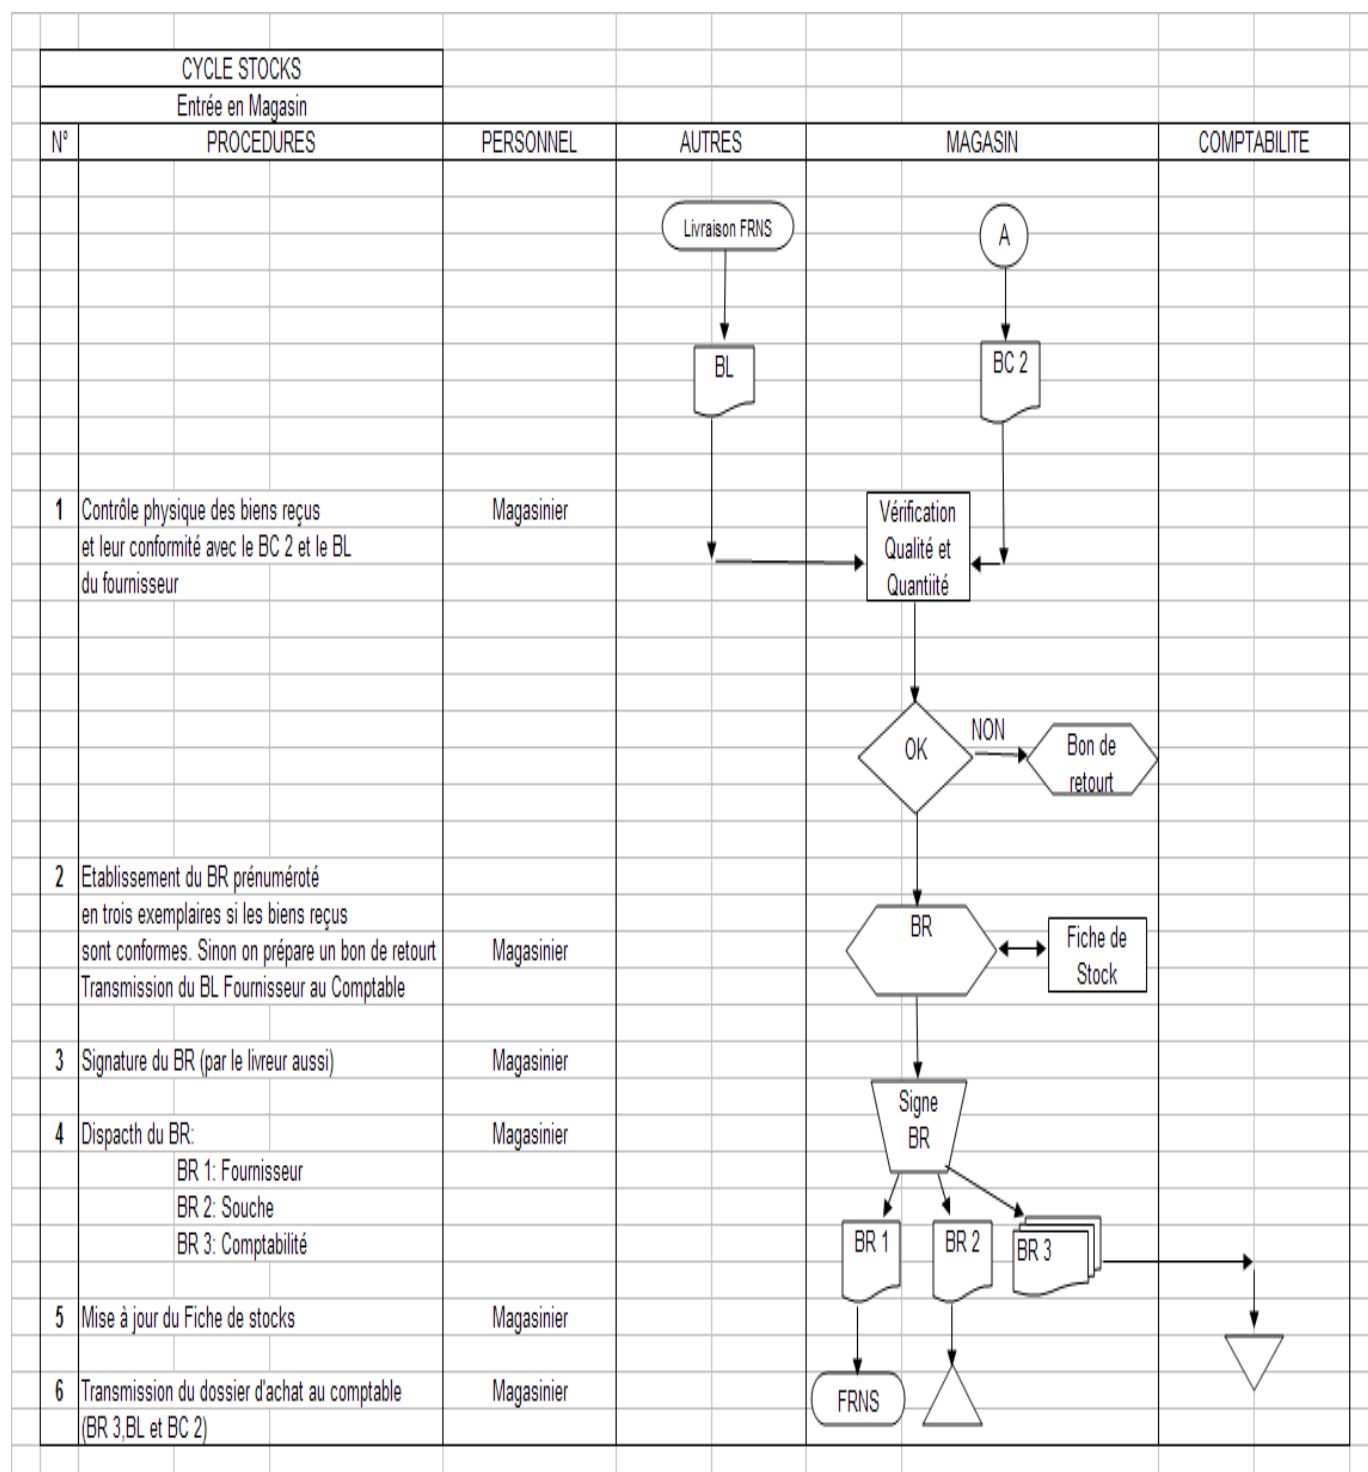 CYCLE STOCKS
Entrée en Magasin
N° PROCEDURES PERSONNEL AUTRES MAGASIN COMPTABILITE
Livraison FRNS
A
BL
BC 2
1 Contrôle physique des biens reçus Magasinier
et leur conformité avec le BC 2 et le BL
du fournisseur
Vérification
Qualité et
Quantiité
OK
NON
Bon de
retourt
2 Etablissement du BR prénuméroté
en trois exemplaires si les biens reçus
sont conformes. Sinon on prépare un bon de retourt Magasinier
Transmission du BL Fournisseur au Comptable
BR
Fiche de
Stock
3 Signature du BR (par le livreur aussi) Magasinier
Signe
BR
4 Dispacth du BR: Magasinier
BR 1: Fournisseur
BR 2: Souche
BR 3: Comptabilité
BR 1
BR 2
BR 3
5 Mise à jour du Fiche de stocks Magasinier
6 Transmission du dossier d'achat au comptable Magasinier
(BR 3,BL et BC 2)
FRNS